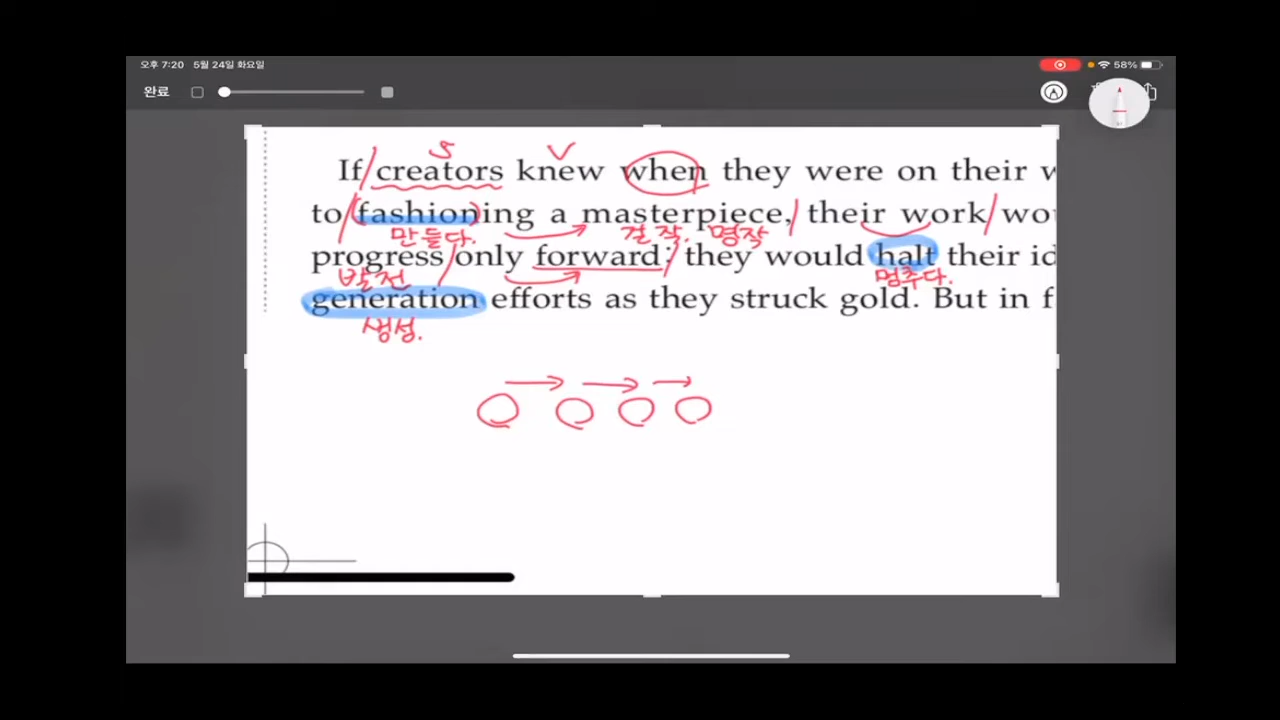 오후 7:20 5월 24일 화요일
58%
완료
S V
If creators knew when they were on their
to fashioning a masterpiece, their work
만들다. 걸작. 명작
progress only forward: they would halt their
발전 멈추다.
generation efforts as they struck gold. But in
생성.